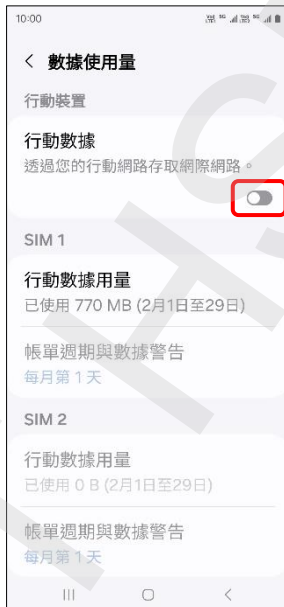 10:00
< 數據使用量
行動裝置
行動數據
透過您的行動網路存取網際網路。
SIM 1
行動數據用量
已使用 770 MB (2月1日至29日)
帳單週期與數據警告
每月第 1 天
SIM 2
行動數據用量
已使用 0 B (2月1日至29日)
帳單週期與數據警告
每月第 1 天